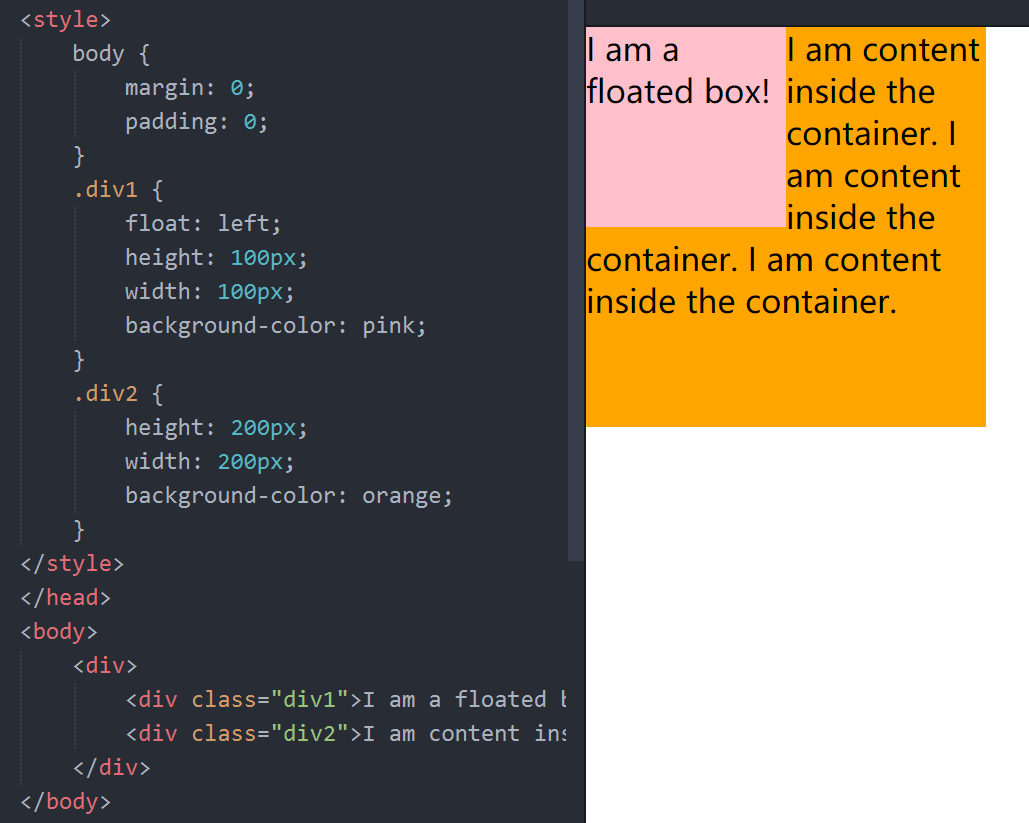 <style>
body {
margin: 0;
padding: 0;
}
.div1 {
float: left;
height: 100px;
width: 100px;
background-color: pink;
}
.div2 {
height: 200px;
width: 200px;
background-color: orange;
}
</style>
</head>
<body>
<div>
<div class="div1">I am a floated
<div class="div2">I am content ins
</div>
</body>
I am a
floated box!
I am content
inside the
container. I
am content
inside the
container. I am content
inside the container.